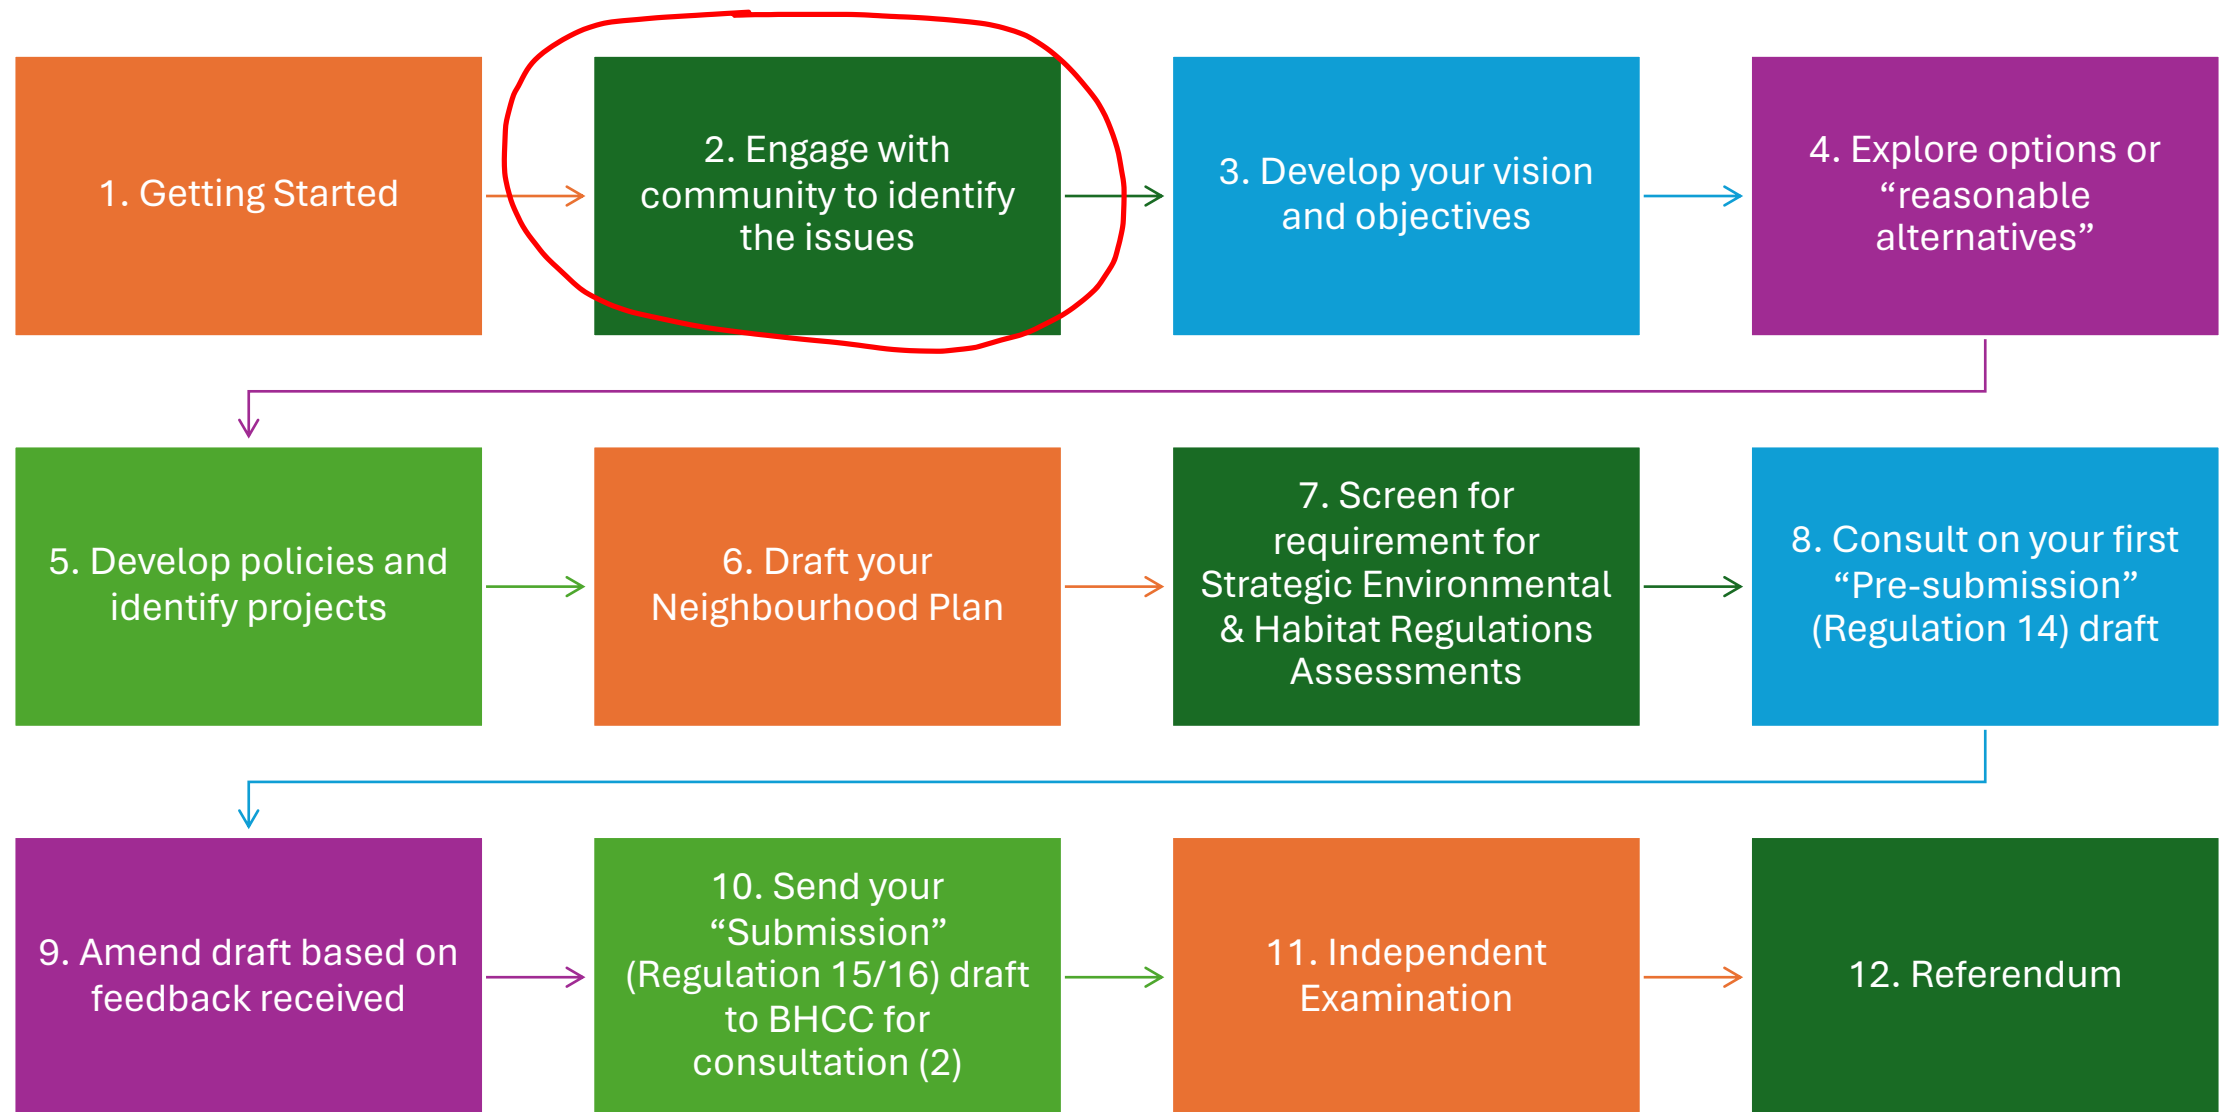 1. Getting Started
2. Engage with
community to identify
the issues
3. Develop your vision
and objectives
4. Explore options or
“reasonable
alternatives”
5. Develop policies and
identify projects
6. Draft your
Neighbourhood Plan
7. Screen for
requirement for
Strategic Environmental
& Habitat Regulations
Assessments
8. Consult on your first
“Pre-submission”
(Regulation 14) draft
9. Amend draft based on
feedback received
10. Send your
“Submission”
(Regulation 15/16) draft
to BHCC for
consultation (2)
11. Independent
Examination
12. Referendum